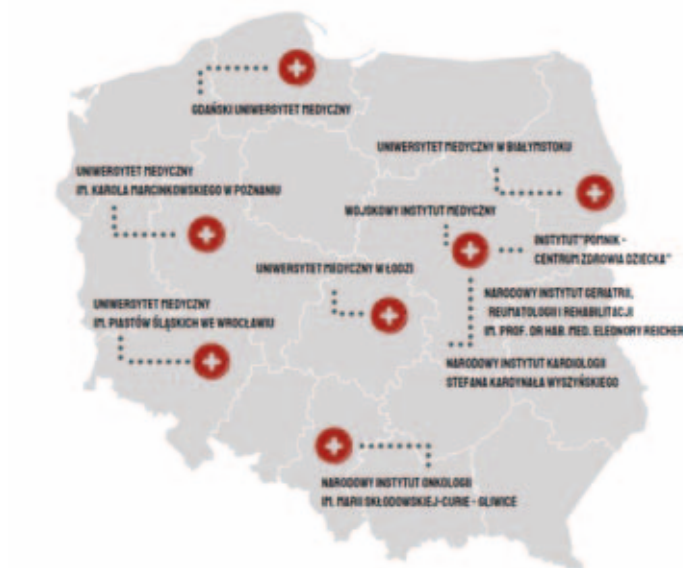 GDAŃSKI UNIWERSYTET MEDYCZNY
UNIWERSYTET MEDYCZNY W BIAŁYMSTOKU
UNIWERSYTET MEDYCZNY
IM. KAROLA MARCINKOWSKIEGO W POZNANIU
WOJSKOWY INSTYTUT MEDYCZNY
INSTYTUT "POMNIK -
CENTRUM ZDROWIA DZIECKA"
UNIWERSYTET MEDYCZNY W ŁODZI
NARODOWY INSTYTUT GERIATRII,
REUMATOLOGII I REHABILITACJI
IM. PROF. DR HAB. MED. ELEONORY REICHER
UNIWERSYTET MEDYCZNY
IM. PIASTÓW ŚLĄSKICH WE WROCŁAWIU
NARODOWY INSTYTUT KARDIOLOGII
STEFANA KARDYNAŁA WYSZYŃSKIEGO
NARODOWY INSTYTUT ONKOLOGII
IM. MARII SKŁODOWSKIEJ-CURIE - GLIWICE